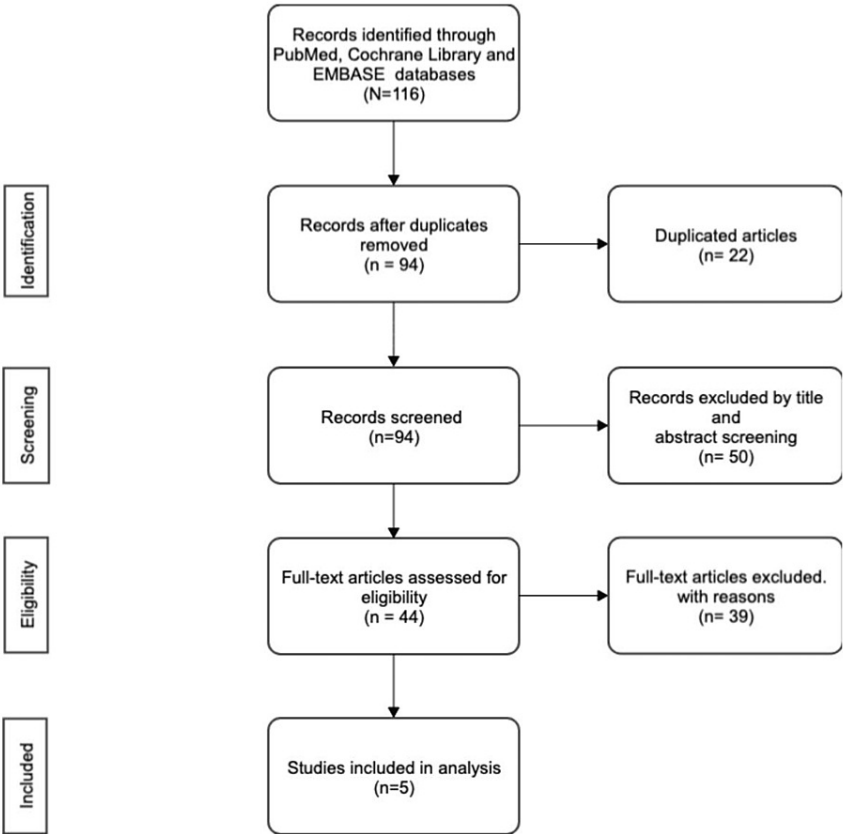 Records identified through
PubMed, Cochrane Library and
EMBASE databases
(N=116)
Identification
Records after duplicates
removed
(n = 94)
Duplicated articles
(n= 22)
Screening
Records screened
(n=94)
Records excluded by title
and
abstract screening
(n= 50)
Eligibility
Full-text articles assessed for
eligibility
(n = 44)
Full-text articles excluded.
with reasons
(n= 39)
Included
Studies included in analysis
(n=5)